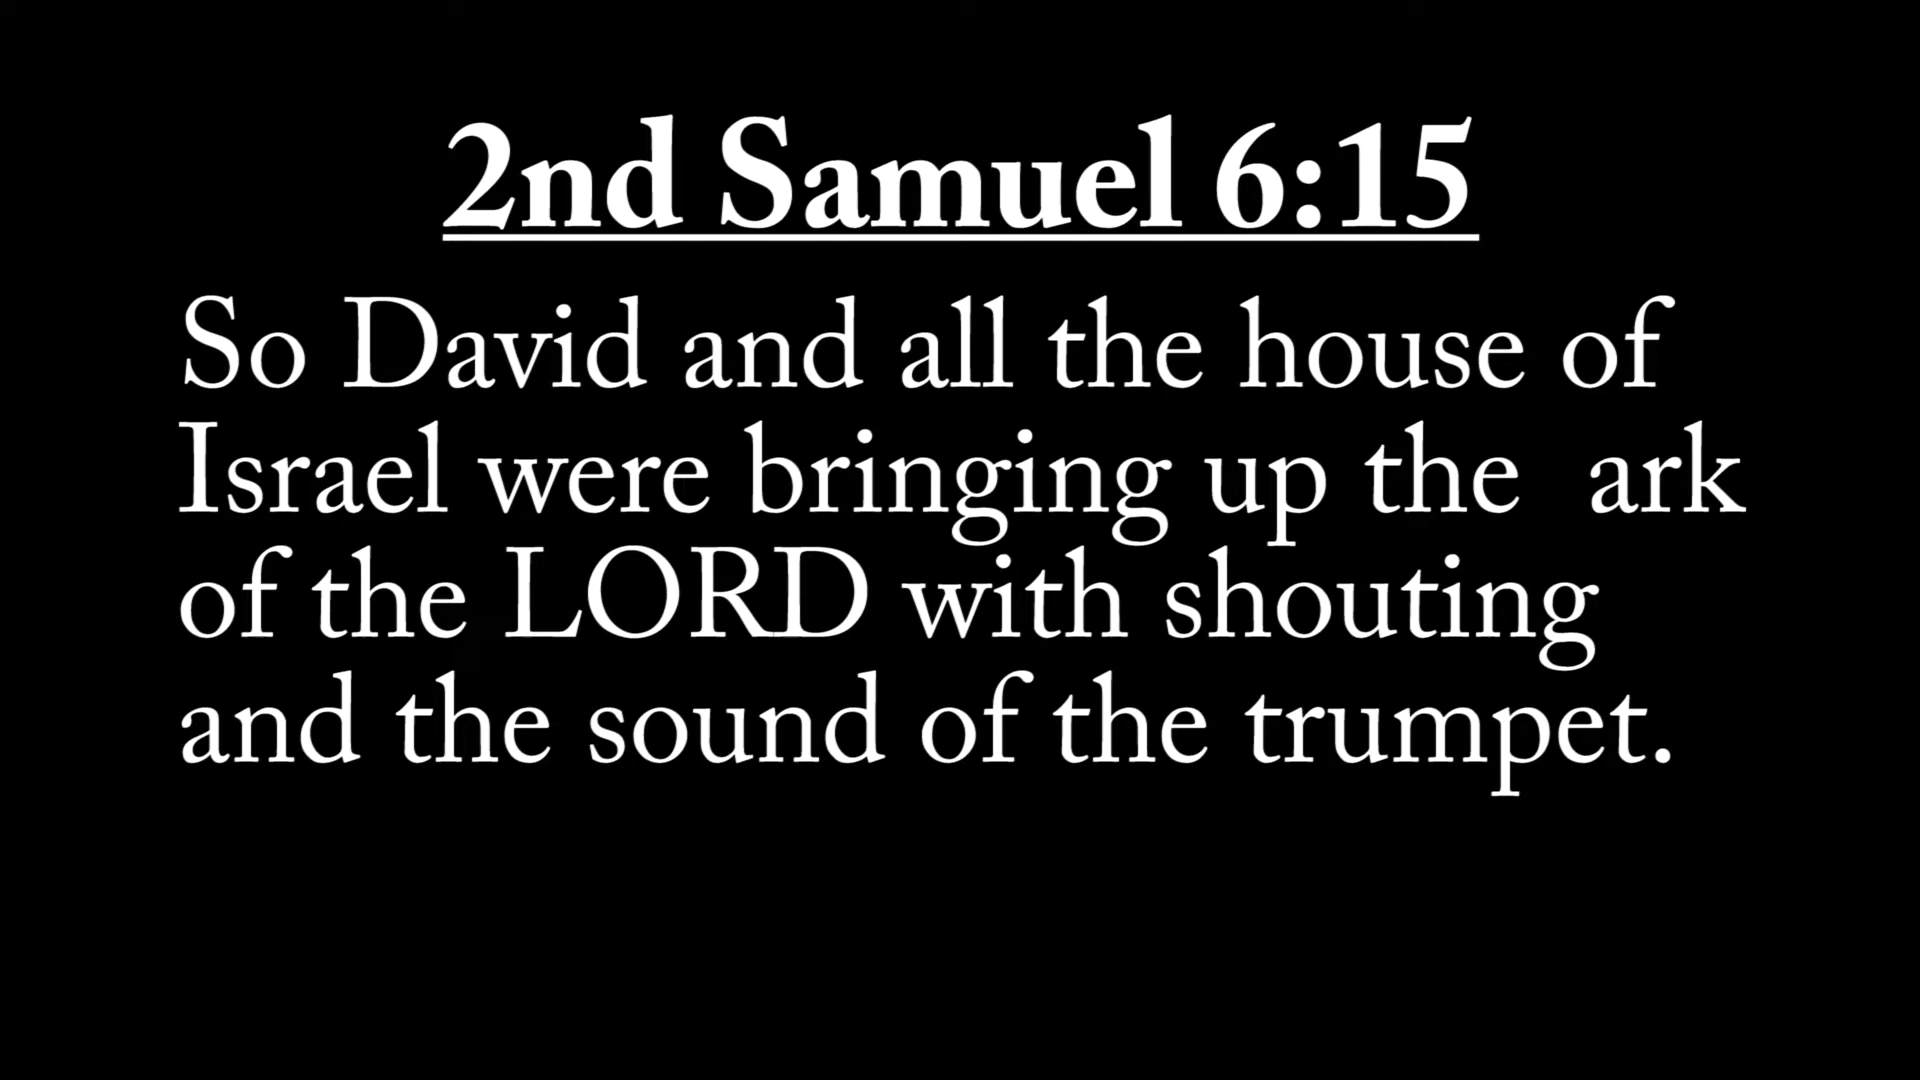 2nd Samuel 6:15
So David and all the house of
Israel were bringing up the  ark
of the LORD with shouting
and the sound of the trumpet.